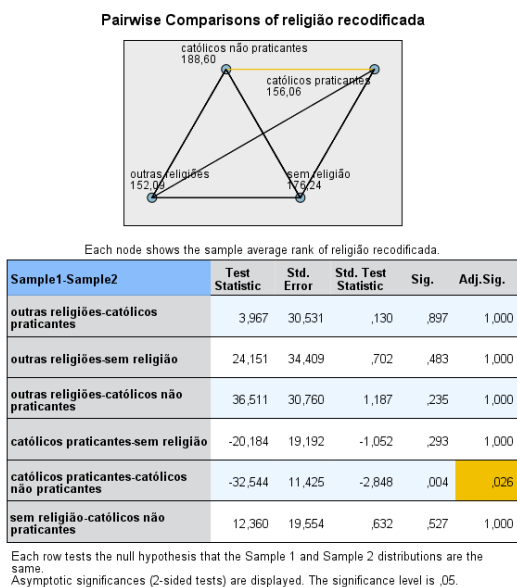 Pairwise Comparisons of religião recodificada
católicos não praticantes
188,60
católicos praticantes
156,06
outras religiões
152,09
sem religião
176,24
Each node shows the sample average rank of religião recodificada.
Sample1-Sample2 Test Statistic Std. Error Std. Test Statistic Sig. Adj.Sig.
outras religiões-católicos praticantes 3,967 30,531 ,130 ,897 1,000
outras religiões-sem religião 24,151 34,409 ,702 ,483 1,000
outras religiões-católicos não praticantes 36,511 30,760 1,187 ,235 1,000
católicos praticantes-sem religião -20,184 19,192 -1,052 ,293 1,000
católicos praticantes-católicos não praticantes -32,544 11,425 -2,848 ,004 ,026
sem religião-católicos não praticantes 12,360 19,554 ,632 ,527 1,000
Each row tests the null hypothesis that the Sample 1 and Sample 2 distributions are the
same.
Asymptotic significances (2-sided tests) are displayed. The significance level is ,05.